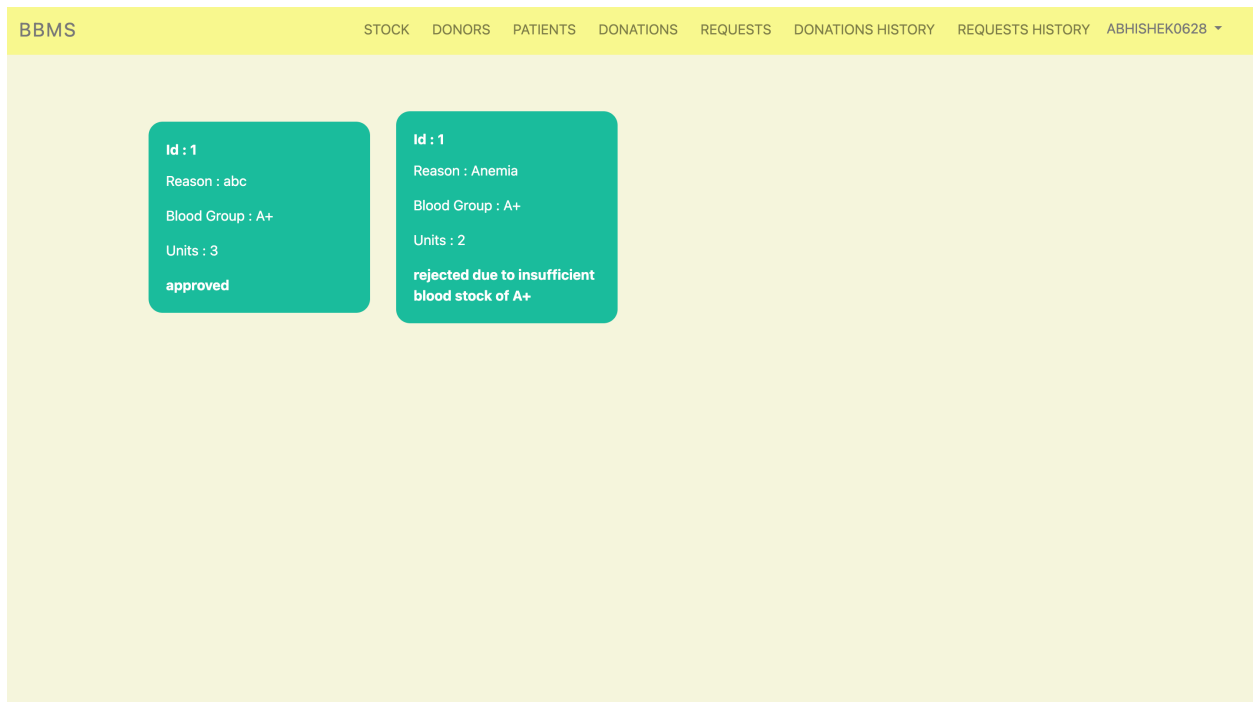 BBMS
STOCK DONORS PATIENTS DONATIONS REQUESTS DONATIONS HISTORY REQUESTS HISTORY ABHISHEK0628
Id : 1
Reason : abc
Blood Group : A+
Units : 3
approved
Id : 1
Reason : Anemia
Blood Group : A+
Units : 2
rejected due to insufficient
blood stock of A+